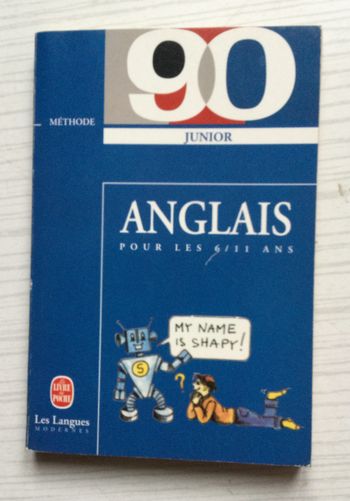 90
MÉTHODE
JUNIOR
ANGLAIS
POUR LES 6/11 ANS
MY NAME
IS SHAPY!
S
?
LE LIVRE
DE POCHE
Les Langues
MODERNES